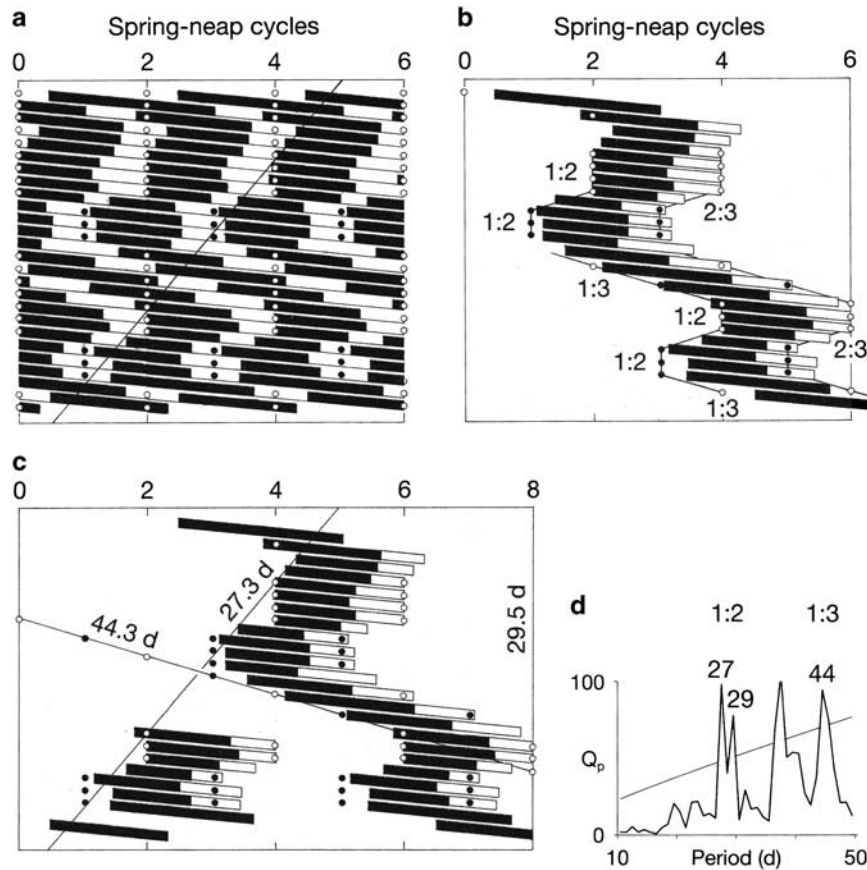 a
Spring-neap cycles
0 2 4 6
b
Spring-neap cycles
2 4 6
1:2
2:3
1:2
1:3
1:2
2:3
1:2
1:3
c
0 2 4 6 8
44.3 d
27.3 d
29.5 d
d
1:2 1:3
27
29
44
100
Qp
0
10 Period (d) 50